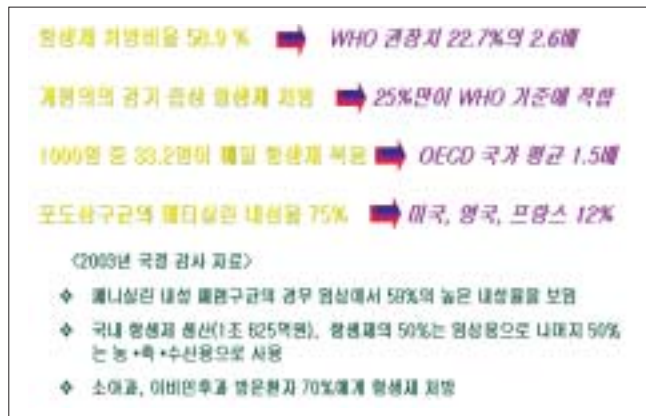 항생제 처방비율 58.9 % WHO 권장치 22.7%의 2.6배
개원의의 감기 증상 항생제 처방 25%만이 WHO 기준에 적합
1000명 중 33.2명이 매일 항생제 복용 OECD 국가 평균 1.5배
포도상구균의 메티실린 내성율 75% 미국, 영국, 프랑스 12%
<2003년 국정 감사 자료>
❖ 페니실린 내성 폐렴구균의 경우 임상에서 59%의 높은 내성율을 보임
❖ 국내 항생제 생산(1조 625억원), 항생제의 50%는 임상용으로 나머지 50%
는 농•축•수산용으로 사용
❖ 소아과, 이비인후과 방문환자 70%에게 항생제 처방